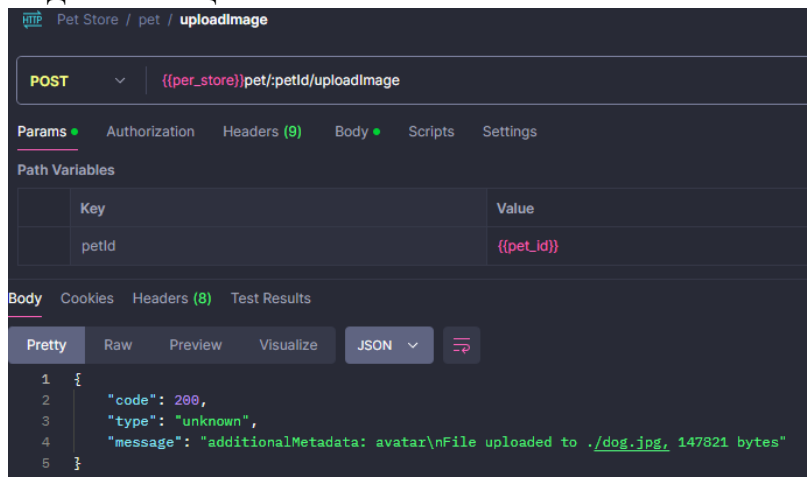 HTTP Pet Store / pet / uploadImage
POST {{per_store}}pet/:petId/uploadImage
Params Authorization Headers (9) Body Scripts Settings
Path Variables
Key Value
petId {{pet_id}}
Body Cookies Headers (8) Test Results
Pretty Raw Preview Visualize JSON
1 {
2 "code": 200,
3 "type": "unknown",
4 "message": "additionalMetadata: avatar\nFile uploaded to ./dog.jpg, 147821 bytes"
5 }